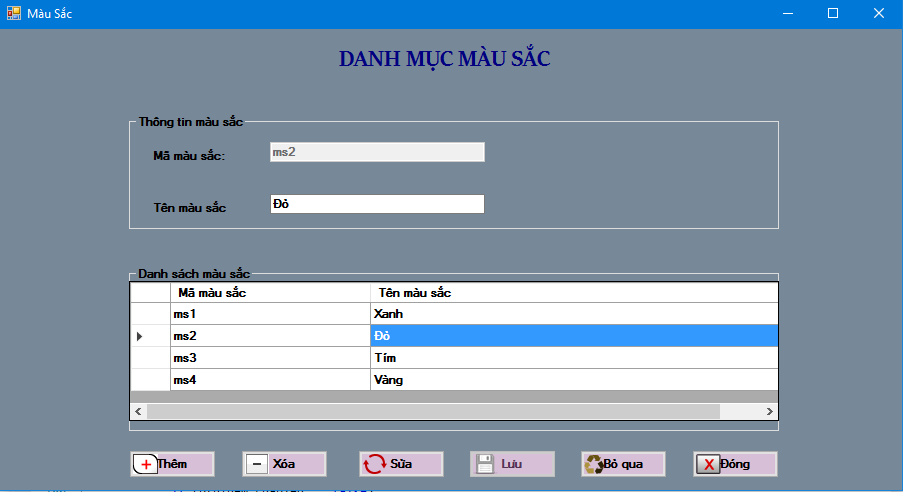 Màu Sắc
DANH MỤC MÀU SẮC
Thông tin màu sắc
Mã màu sắc: ms2
Tên màu sắc Đỏ
Danh sách màu sắc
Mã màu sắc Tên màu sắc
ms1 Xanh
ms2 Đỏ
ms3 Tím
ms4 Vàng
Thêm Xóa Sửa Lưu Bỏ qua Đóng